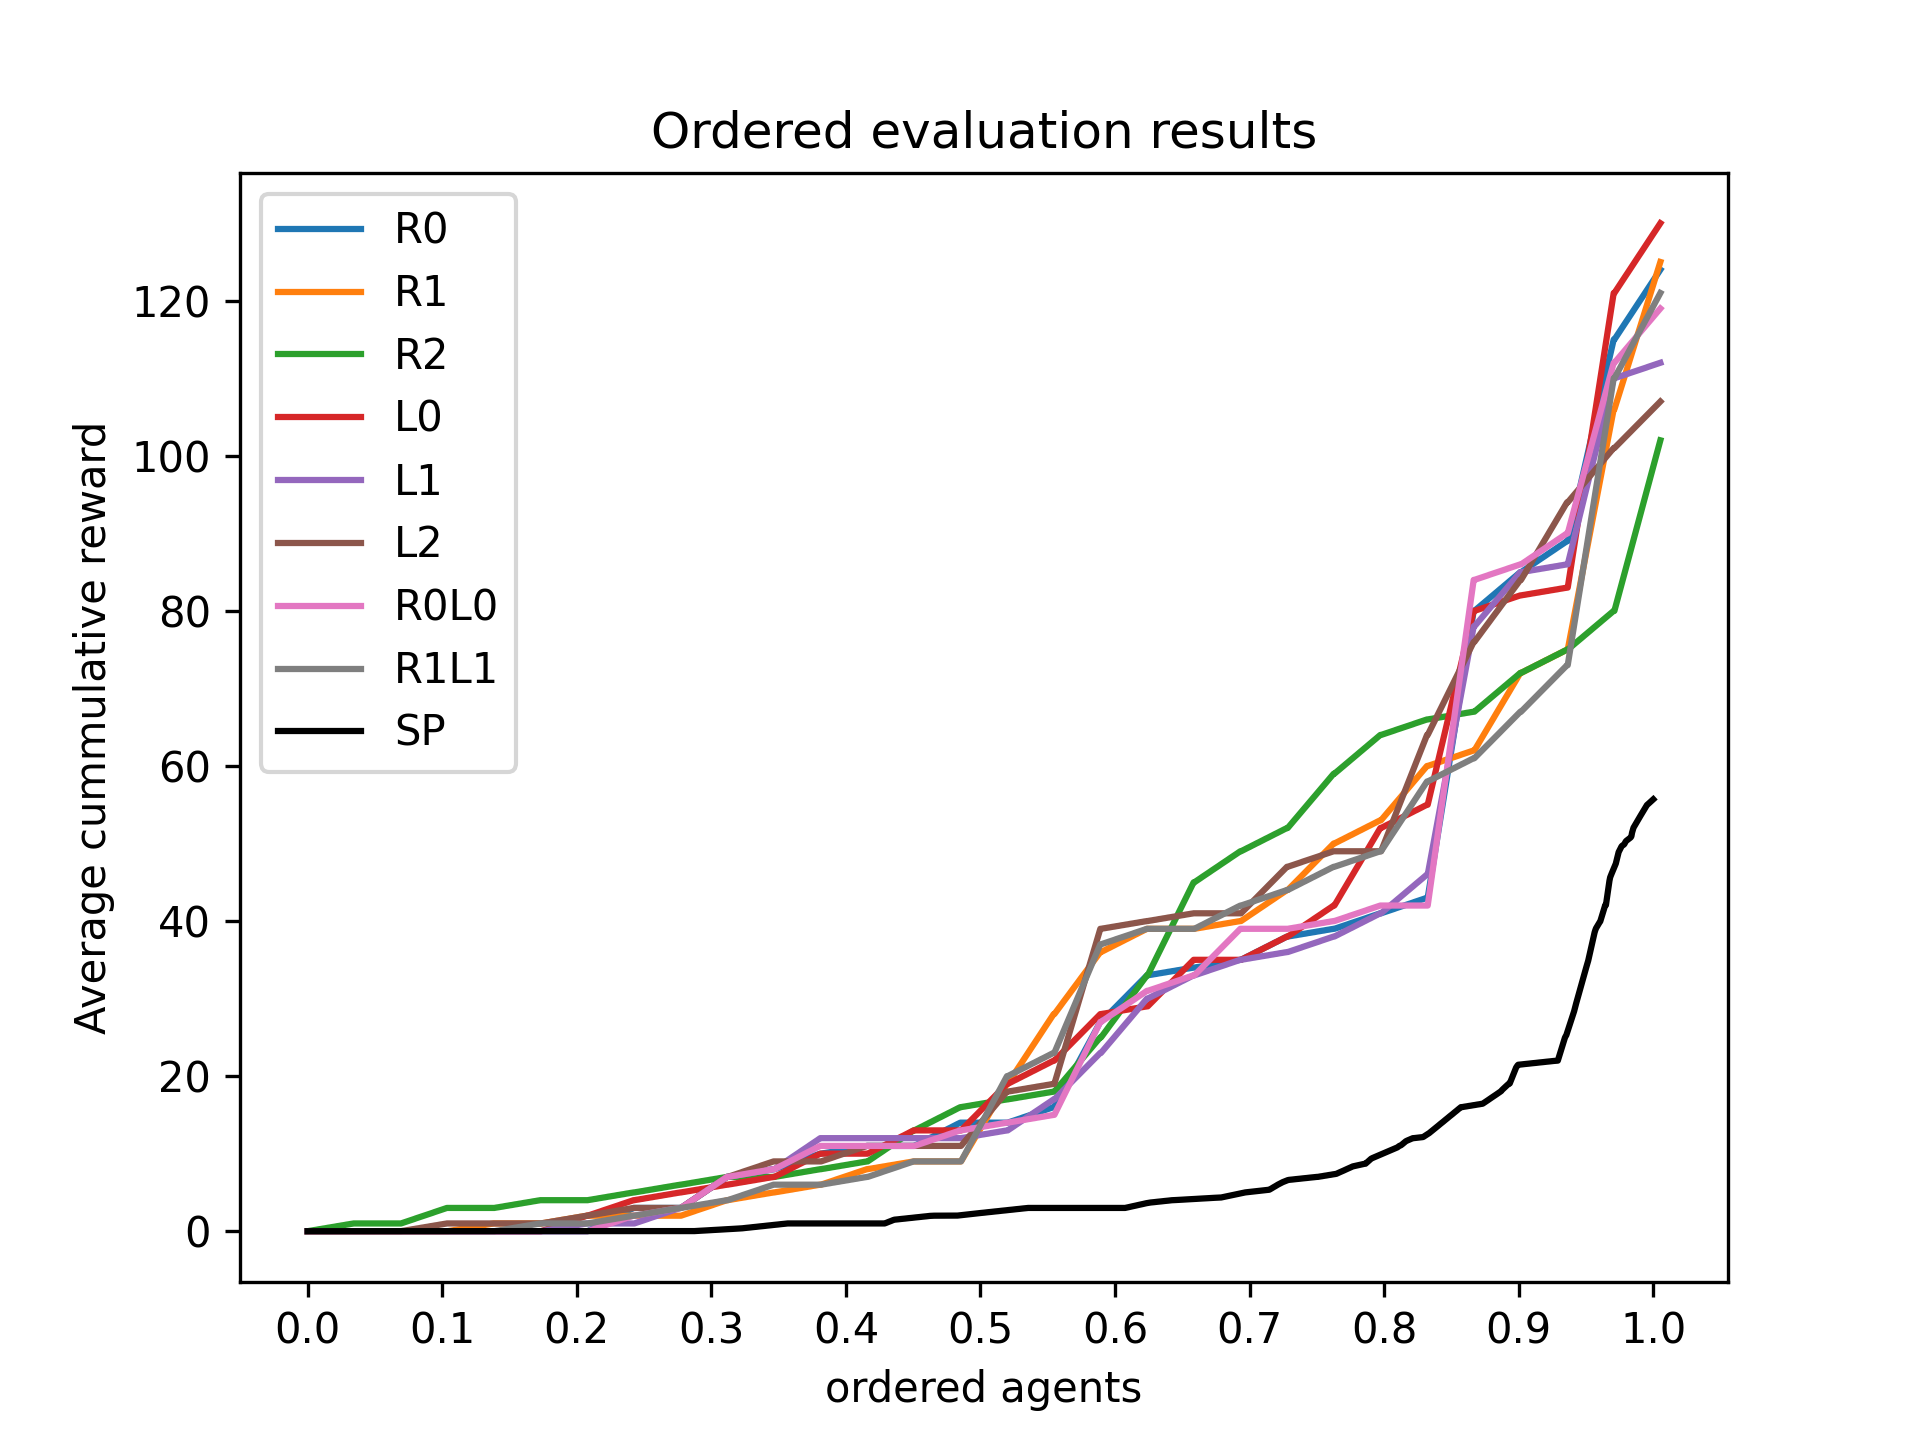 Ordered evaluation results
R0
R1
R2
L0
L1
L2
R0L0
R1L1
SP
Average cummulative reward
120
100
80
60
40
20
0
0.0 0.1 0.2 0.3 0.4 0.5 0.6 0.7 0.8 0.9 1.0
ordered agents